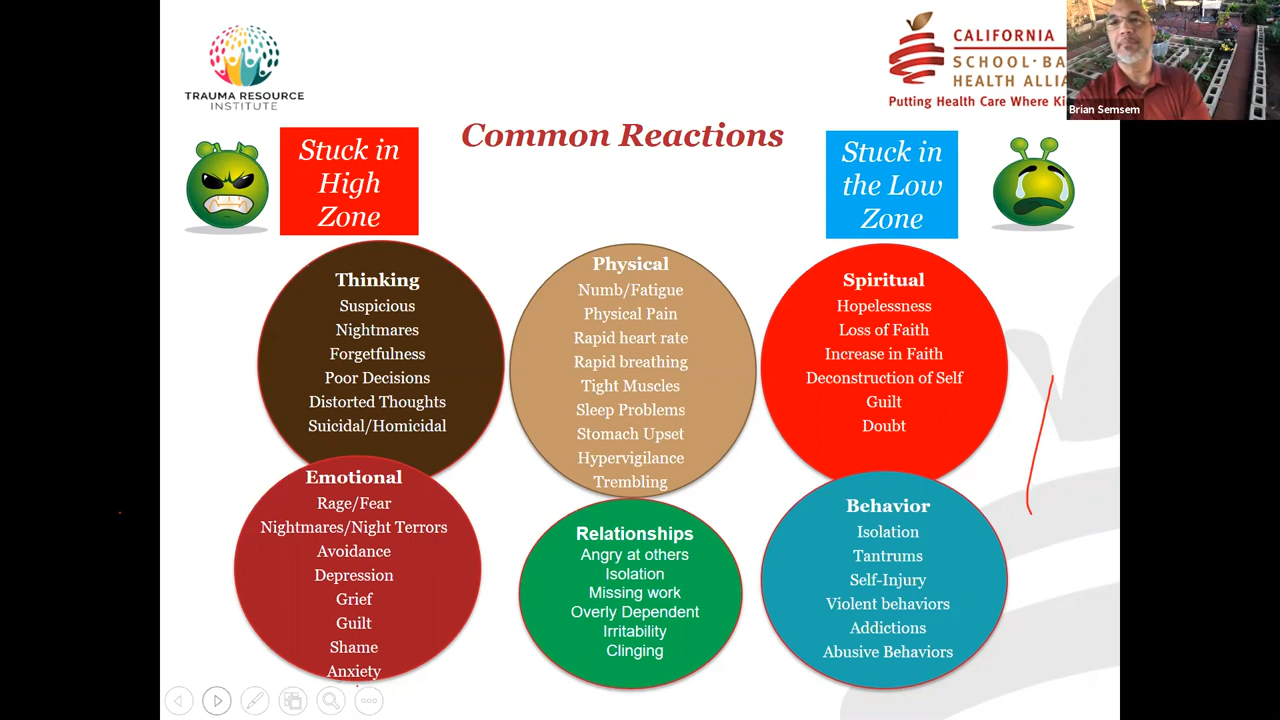 TRAUMA RESOURCE
INSTITUTE
CALIFORNIA
SCHOOL·BA
HEALTH ALLIA
Putting Health Care Where Ki
Brian Semsem
Common Reactions
Stuck in
High
Zone
Stuck in
the Low
Zone
Thinking
Suspicious
Nightmares
Forgetfulness
Poor Decisions
Distorted Thoughts
Suicidal/Homicidal
Physical
Numb/Fatigue
Physical Pain
Rapid heart rate
Rapid breathing
Tight Muscles
Sleep Problems
Stomach Upset
Hypervigilance
Trembling
Spiritual
Hopelessness
Loss of Faith
Increase in Faith
Deconstruction of Self
Guilt
Doubt
Emotional
Rage/Fear
Nightmares/Night Terrors
Avoidance
Depression
Grief
Guilt
Shame
Anxiety
Relationships
Angry at others
Isolation
Missing work
Overly Dependent
Irritability
Clinging
Behavior
Isolation
Tantrums
Self-Injury
Violent behaviors
Addictions
Abusive Behaviors